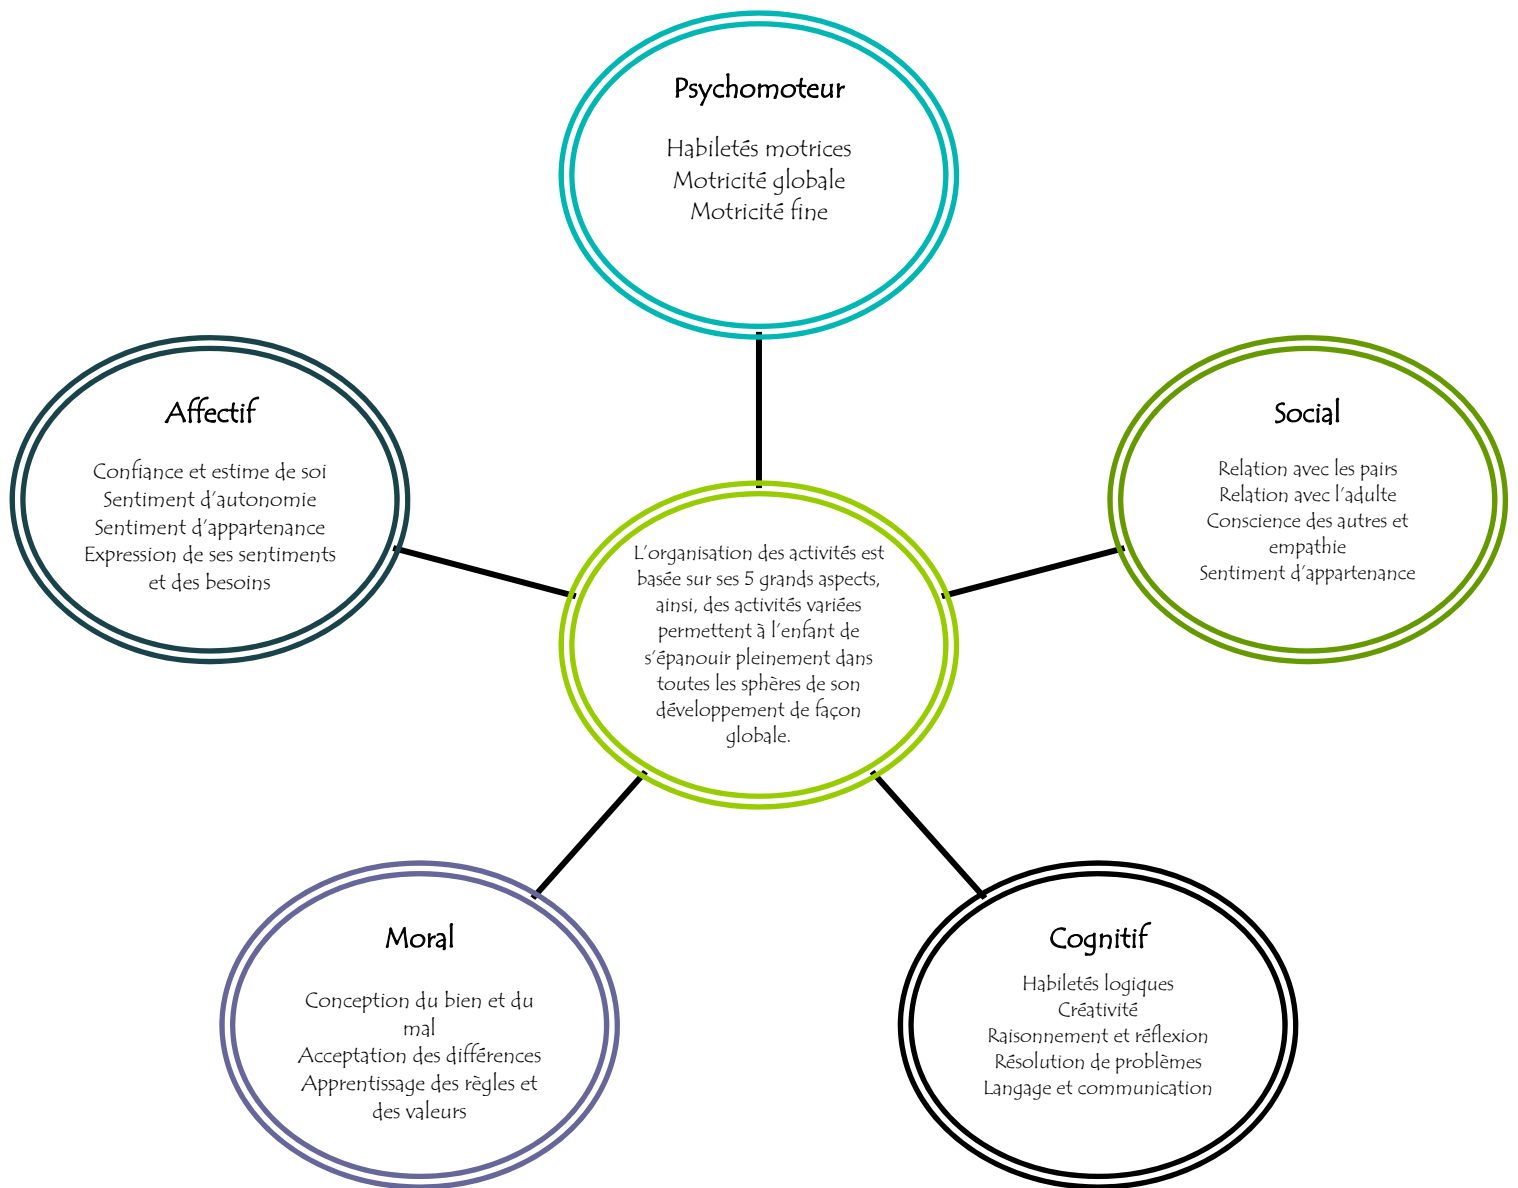 Psychomoteur
Habiletés motrices
Motricité globale
Motricité fine
Affectif
Confiance et estime de soi
Sentiment d'autonomie
Sentiment d'appartenance
Expression de ses sentiments
et des besoins
Social
Relation avec les pairs
Relation avec l'adulte
Conscience des autres et
empathie
Sentiment d'appartenance
L'organisation des activités est
basée sur ses 5 grands aspects,
ainsi, des activités variées
permettent à l'enfant de
s'épanouir pleinement dans
toutes les sphères de son
développement de façon
globale.
Moral
Conception du bien et du
mal
Acceptation des différences
Apprentissage des règles et
des valeurs
Cognitif
Habiletés logiques
Créativité
Raisonnement et réflexion
Résolution de problèmes
Langage et communication